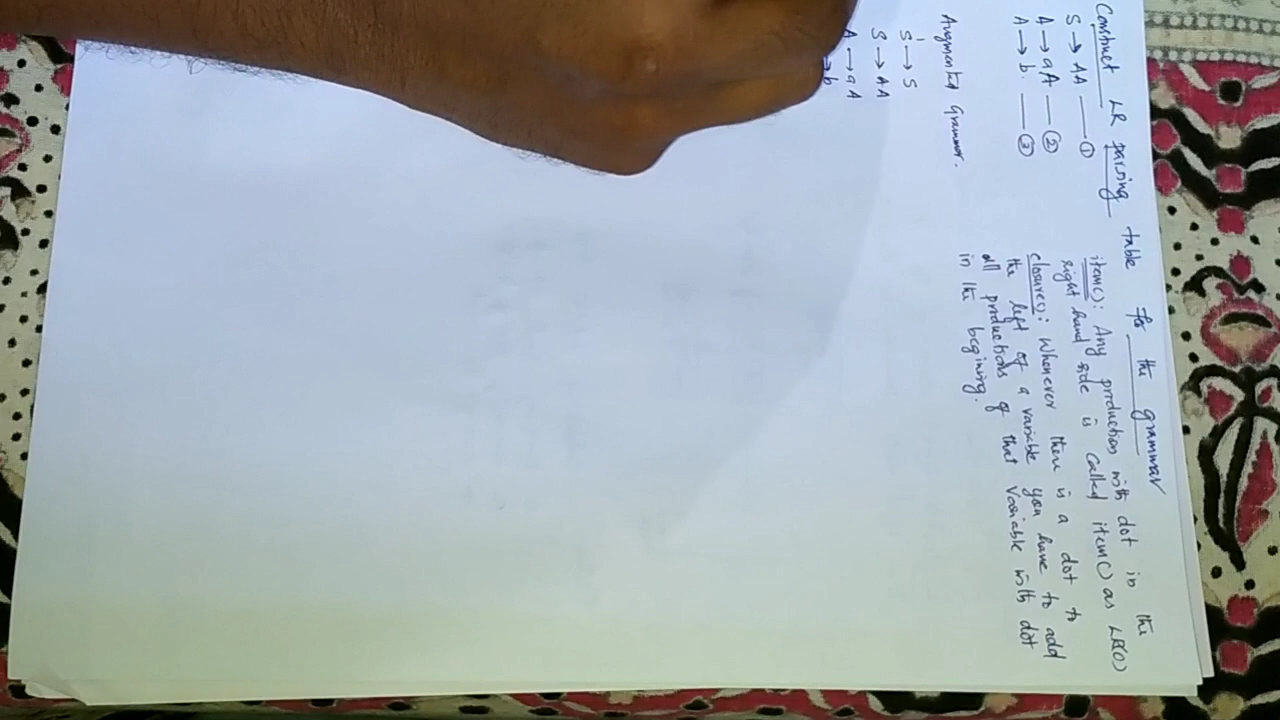 Construct LR parsing table for the grammar
S → AA —— ①
A → aA —— ②
A → b. —— ③
item(): Any production with dot in the
right hand side is called item() as LR(0)
closure(): Whenever there is a dot to
the left of a variable you have to add
all productions of that variable with dot
in the begining.
Augmented Grammar.
S' → S
S → AA
A → aA
→ b